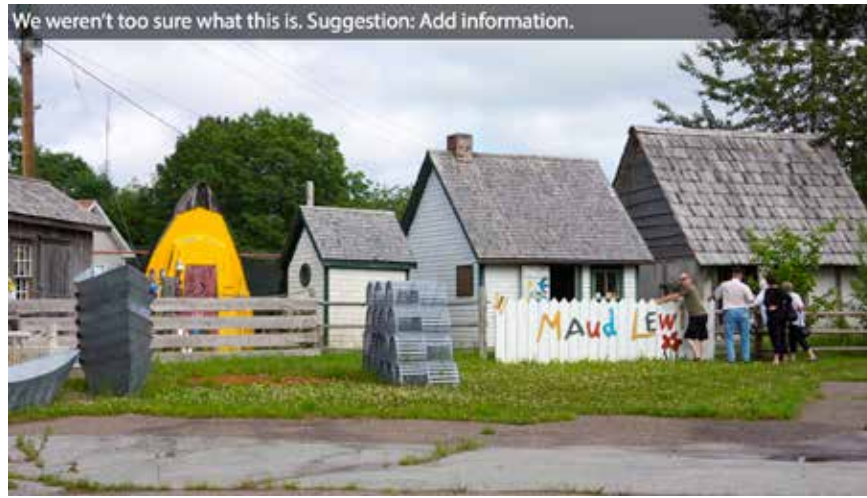 We weren't too sure what this is. Suggestion: Add information.
Maud Lew